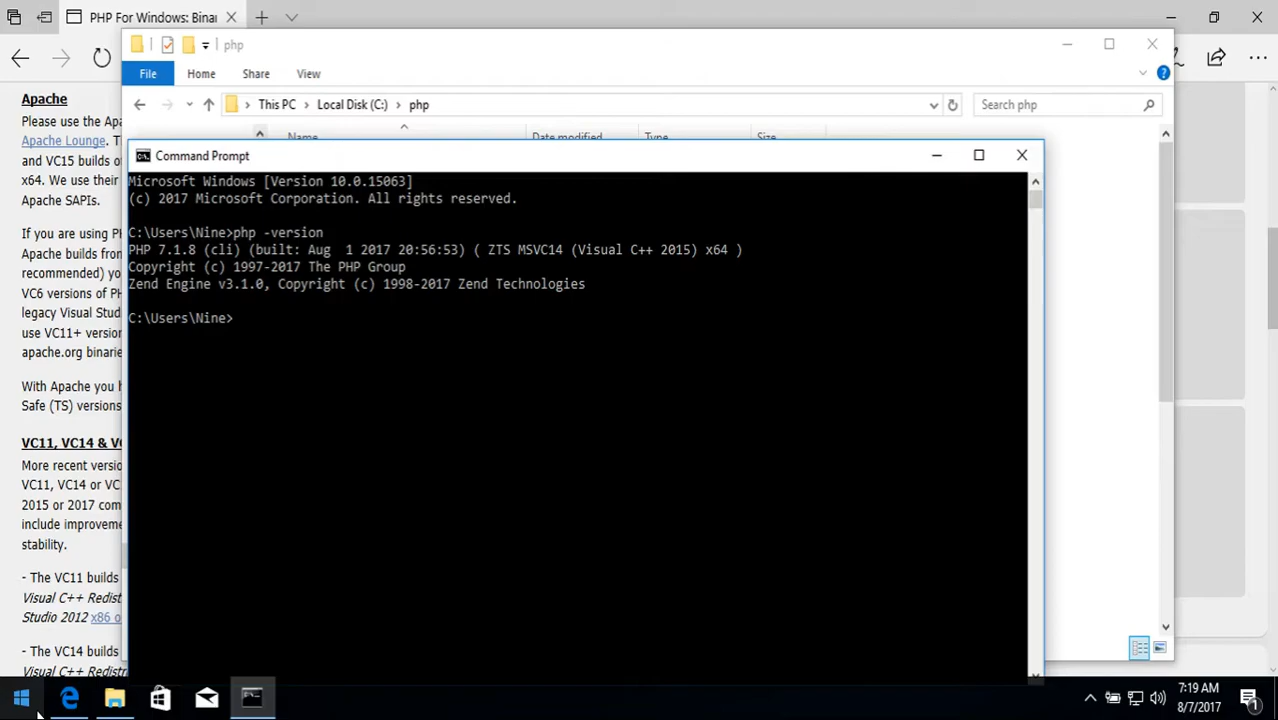 PHP For Windows: Binar
php
File
Home
Share
View
This PC
Local Disk (C:)
php
Search php
Name
Date modified
Type
Size
Apache
Please use the Apa
Apache Lounge. T
and VC15 builds o
x64. We use their
Apache SAPIs.
If you are using PH
Apache builds from
recommended) you
VC6 versions of PH
legacy Visual Stud
use VC11+ version
apache.org binarie
With Apache you h
Safe (TS) versions
VC11, VC14 & VC
More recent versio
VC11, VC14 or VC
2015 or 2017 com
include improveme
stability.
- The VC11 builds
Visual C++ Redist
Studio 2012 x86 o
- The VC14 builds
Visual C++ Redistr
Command Prompt
Microsoft Windows [Version 10.0.15063]
(c) 2017 Microsoft Corporation. All rights reserved.
C:\Users\Nine>php -version
PHP 7.1.8 (cli) (built: Aug  1 2017 20:56:53) ( ZTS MSVC14 (Visual C++ 2015) x64 )
Copyright (c) 1997-2017 The PHP Group
Zend Engine v3.1.0, Copyright (c) 1998-2017 Zend Technologies
C:\Users\Nine>
7:19 AM
8/7/2017
1